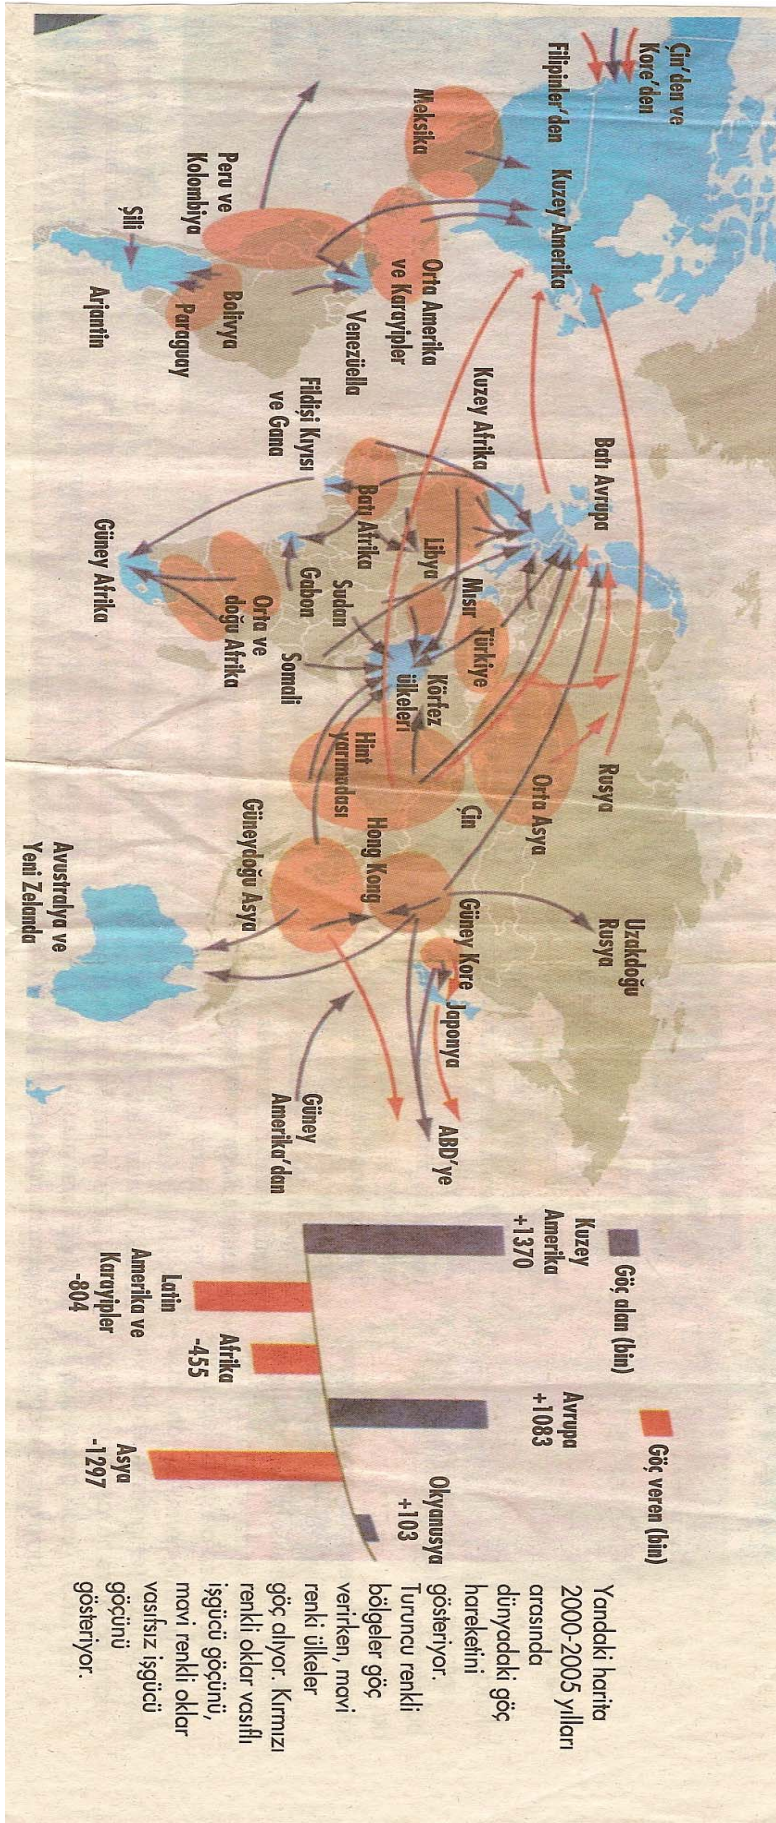 Çin'den ve
Kore'den
Filipinler'den
Kuzey Amerika
Meksika
Orta Amerika
ve Karayipler
Peru ve
Kolombiya
Venezüella
Şili
Bolivya
Paraguay
Arjantin
Batı Avrupa
Kuzey Afrika
Fildişi Kıyısı
ve Gana
Batı Afrika
Libya
Mısır
Türkiye
Gabon
Sudan
Güney Afrika
Orta ve
doğu Afrika
Somali
Körfez
ülkeleri
Rusya
Orta Asya
Hint
yarımadası
Çin
Hong Kong
Güneydoğu Asya
Uzakdoğu
Rusya
Güney Kore
Japonya
Avustralya ve
Yeni Zelanda
Güney
Amerika'dan
ABD'ye
Göç alan (bin)
Göç veren (bin)
Kuzey
Amerika
+1370
Latin
Amerika ve
Karayipler
-804
Afrika
-455
Avrupa
+1083
Asya
-1297
Okyanusya
+103
Yandaki harita
2000-2005 yılları
arasında
dünyadaki göç
hareketini
gösteriyor.
Turuncu renkli
bölgeler göç
verirken, mavi
renki ülkeler
göç alıyor. Kırmızı
renkli oklar vasıflı
işgücü göçünü,
mavi renkli oklar
vasıfsız işgücü
göçünü
gösteriyor.